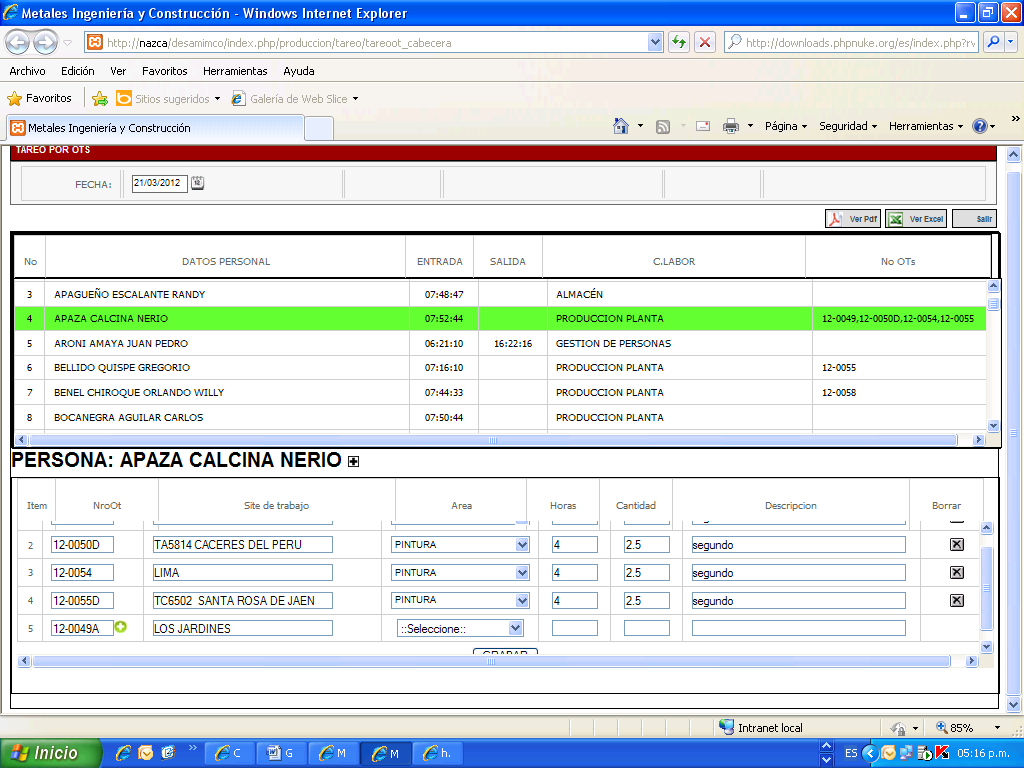 Metales Ingeniería y Construcción - Windows Internet Explorer
http://nazca/desamimco/index.php/produccion/tareo/tareoot_cabecera
http://downloads.phpnuke.org/es/index.php?rv
Archivo Edición Ver Favoritos Herramientas Ayuda
Favoritos Sitios sugeridos Galería de Web Slice
Metales Ingeniería y Construcción Página Seguridad Herramientas
TAREO POR OTS
FECHA: 21/03/2012
Ver Pdf Ver Excel Salir
No DATOS PERSONAL ENTRADA SALIDA C.LABOR No OTs
3 APAGUEÑO ESCALANTE RANDY 07:48:47 ALMACÉN
4 APAZA CALCINA NERIO 07:52:44 PRODUCCION PLANTA 12-0049,12-0050D,12-0054,12-0055
5 ARONI AMAYA JUAN PEDRO 06:21:10 16:22:16 GESTION DE PERSONAS
6 BELLIDO QUISPE GREGORIO 07:16:10 PRODUCCION PLANTA 12-0055
7 BENEL CHIROQUE ORLANDO WILLY 07:44:33 PRODUCCION PLANTA 12-0058
8 BOCANEGRA AGUILAR CARLOS 07:50:44 PRODUCCION PLANTA
PERSONA: APAZA CALCINA NERIO
Item NroOt Site de trabajo Area Horas Cantidad Descripcion Borrar
2 12-0050D TA5814 CACERES DEL PERU PINTURA 4 2.5 segundo
3 12-0054 LIMA PINTURA 4 2.5 segundo
4 12-0055D TC6502 SANTA ROSA DE JAEN PINTURA 4 2.5 segundo
5 12-0049A LOS JARDINES ::Seleccione::
GRABAR
Intranet local 85%
Inicio C G M M h. ES 05:16 p.m.